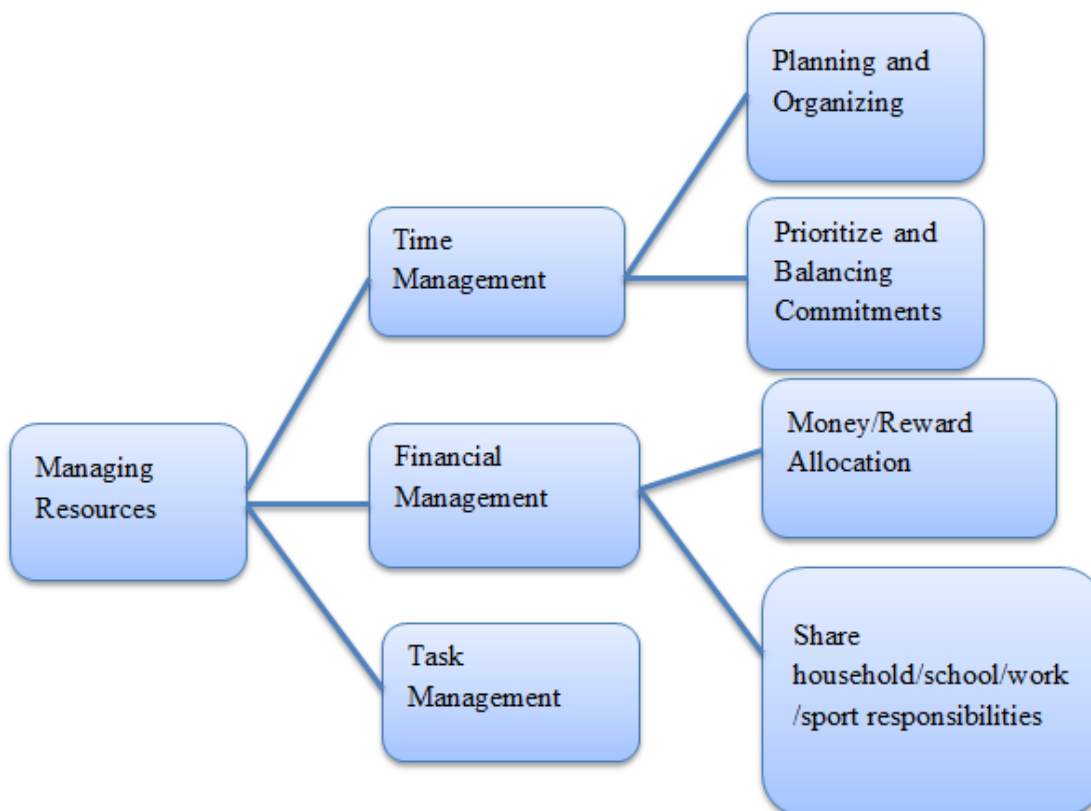 Managing
Resources
Time
Management
Planning and
Organizing
Prioritize and
Balancing
Commitments
Financial
Management
Money/Reward
Allocation
Share
household/school/work
/sport responsibilities
Task
Management